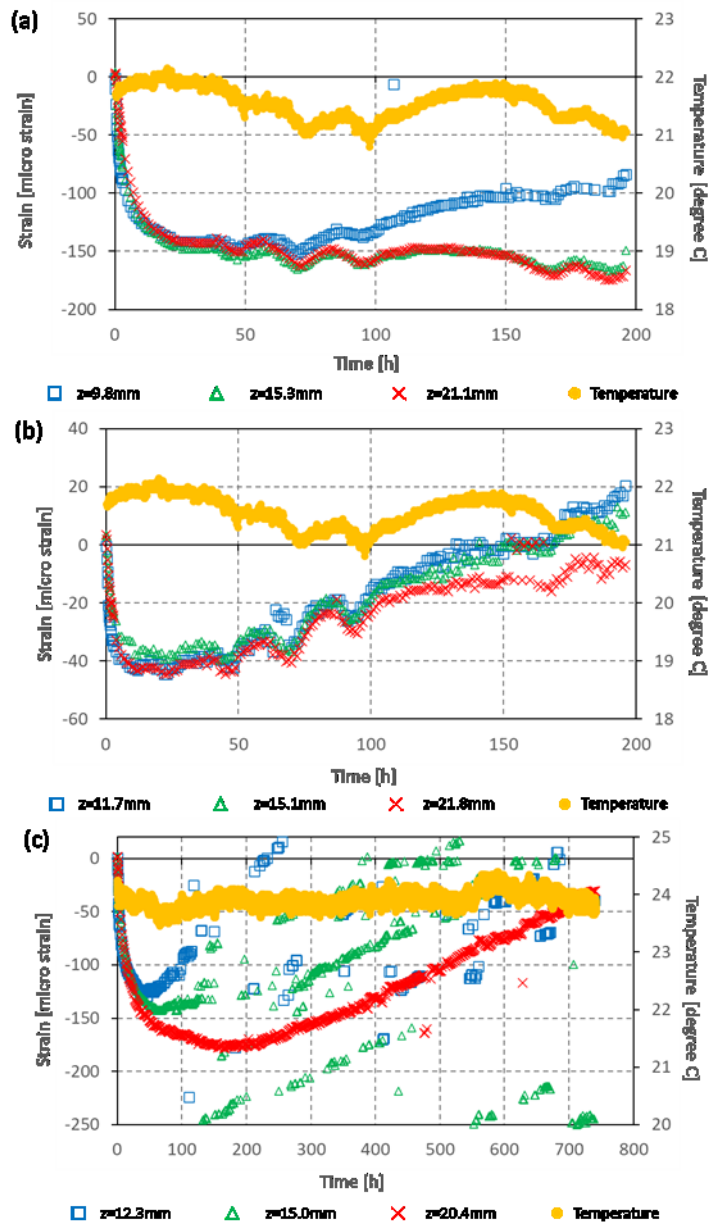 (a)
50
0
-50
-100
-150
-200
Strain [micro strain]
23
22
21
20
19
18
Temperature [degree C]
0 50 100 150 200
Time [h]
z=9.8mm z=15.3mm z=21.1mm Temperature
(b)
40
20
0
-20
-40
-60
Strain [micro strain]
23
22
21
20
19
18
Temperature [degree C]
0 50 100 150 200
Time [h]
z=11.7mm z=15.1mm z=21.8mm Temperature
(c)
0
-50
-100
-150
-200
-250
Strain [micro strain]
25
24
23
22
21
20
Temperature [degree C]
0 100 200 300 400 500 600 700 800
Time [h]
z=12.3mm z=15.0mm z=20.4mm Temperature